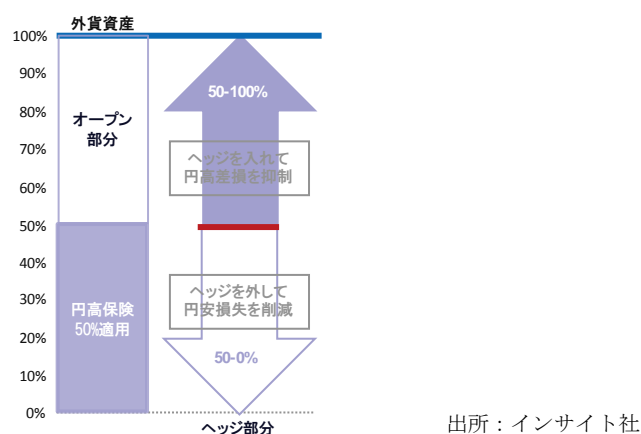 外貨資産
100%
90%
80%
70%
60%
50%
40%
30%
20%
10%
0%
オープン
部分
円高保険
50%適用
50-100%
ヘッジを入れて
円高差損を抑制
ヘッジを外して
円安損失を削減
50-0%
ヘッジ部分
出所：インサイト社